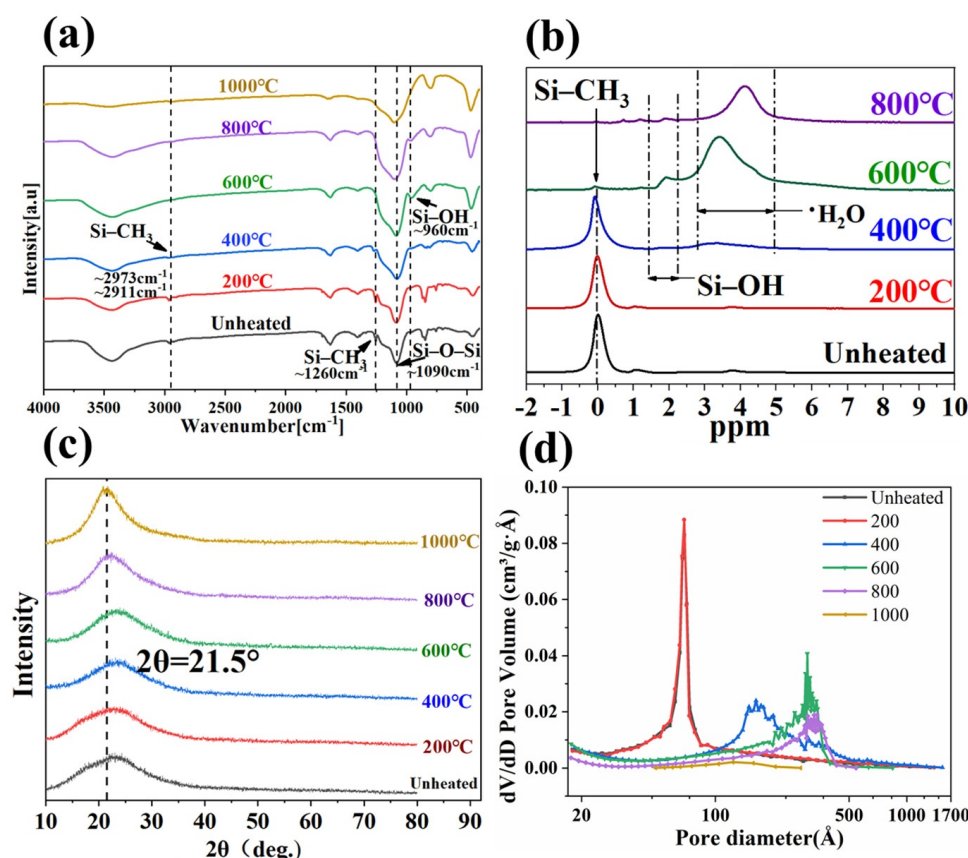 (a)
1000℃
800℃
600℃
Si–OH
~960cm-1
Si–CH3
400℃
~2973cm-1
~2911cm-1
200℃
Unheated
Si–CH3
~1260cm-1
Si–O–Si
~1090cm-1
Intensity[a.u]
4000 3500 3000 2500 2000 1500 1000 500
Wavenumber[cm-1]
(b)
Si–CH3
800℃
600℃
·H2O
400℃
Si–OH
200℃
Unheated
-2 -1 0 1 2 3 4 5 6 7 8 9 10
ppm
(c)
1000℃
800℃
600℃
2θ=21.5°
400℃
200℃
Unheated
Intensity
10 20 30 40 50 60 70 80
2θ（deg.）
(d)
dV/dD Pore Volume (cm³/g·Å)
0.10
0.08
0.06
0.04
0.02
0.00
Unheated
200
400
600
800
1000
20 100 500 1000 1700
Pore diameter(Å)